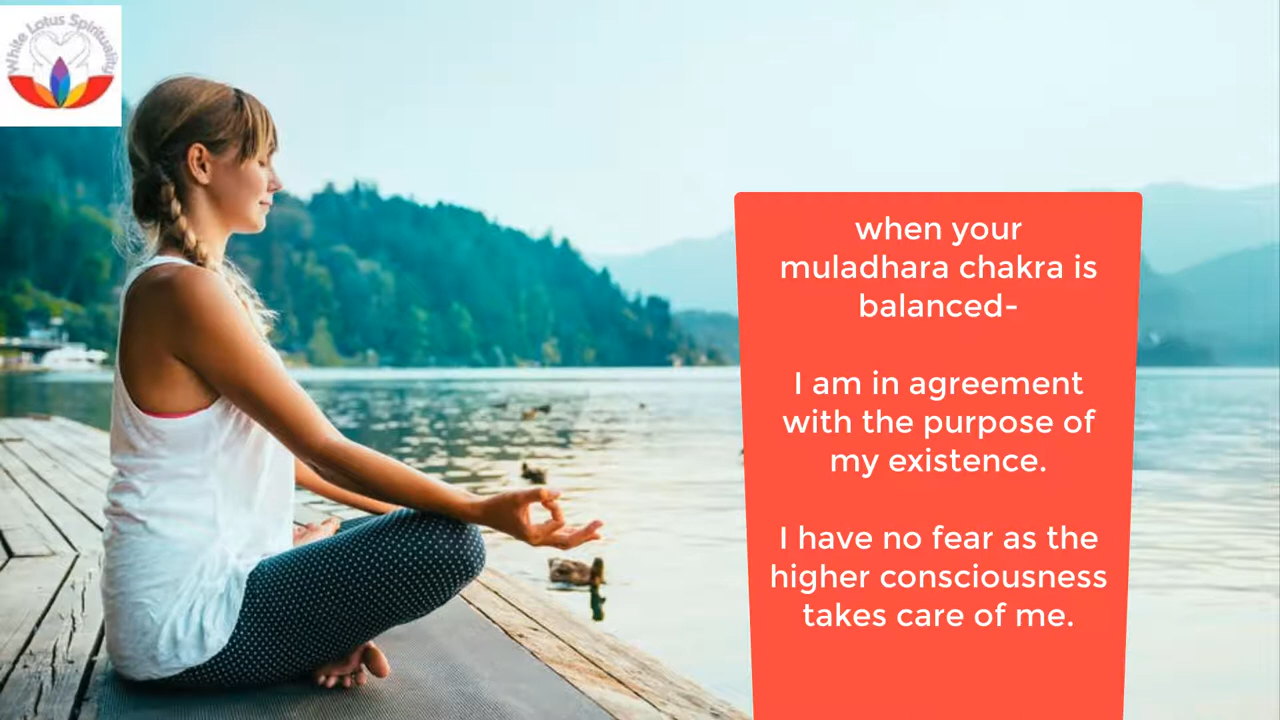 White Lotus Spirituality
when your
muladhara chakra is
balanced-
I am in agreement
with the purpose of
my existence.
I have no fear as the
higher consciousness
takes care of me.